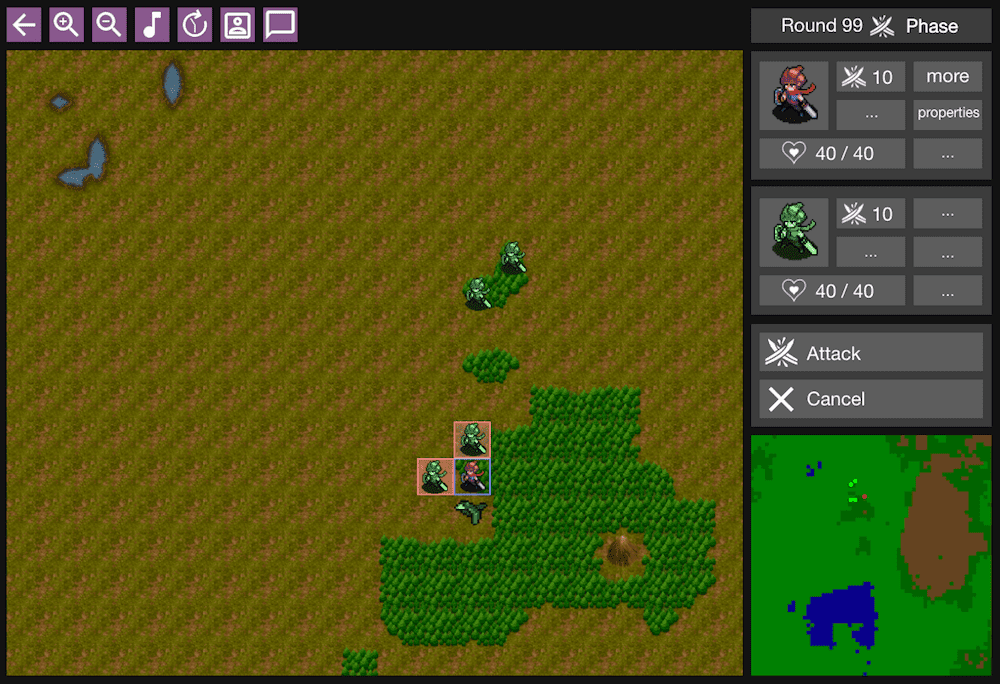 Round 99 Phase
10 more
... properties
40 / 40 ...
10 ...
... ...
40 / 40 ...
Attack
Cancel